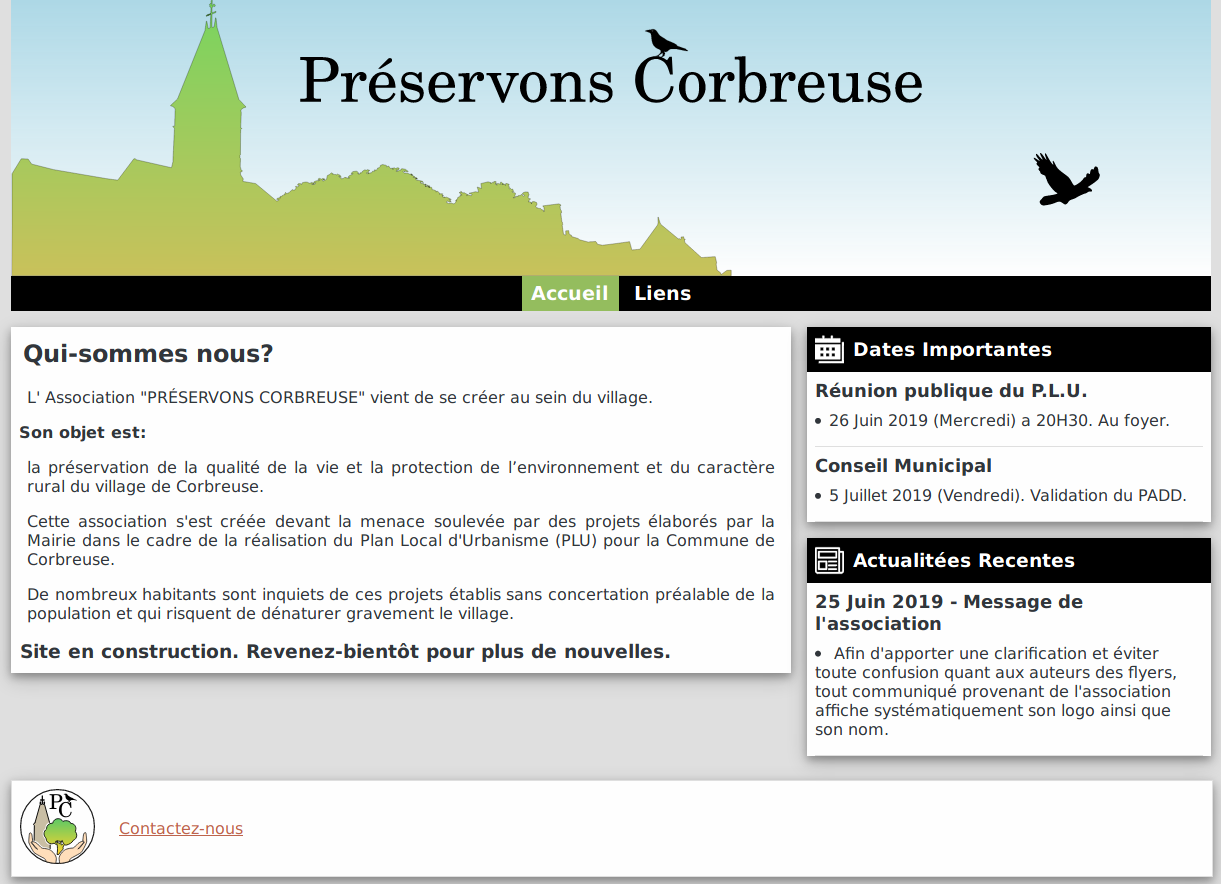 Préservons Corbreuse
Accueil Liens
Qui-sommes nous?
L' Association "PRÉSERVONS CORBREUSE" vient de se créer au sein du village.
Son objet est:
la préservation de la qualité de la vie et la protection de l’environnement et du caractère
rural du village de Corbreuse.
Cette association s'est créée devant la menace soulevée par des projets élaborés par la
Mairie dans le cadre de la réalisation du Plan Local d'Urbanisme (PLU) pour la Commune de
Corbreuse.
De nombreux habitants sont inquiets de ces projets établis sans concertation préalable de la
population et qui risquent de dénaturer gravement le village.
Site en construction. Revenez-bientôt pour plus de nouvelles.
Dates Importantes
Réunion publique du P.L.U.
• 26 Juin 2019 (Mercredi) a 20H30. Au foyer.
Conseil Municipal
• 5 Juillet 2019 (Vendredi). Validation du PADD.
Actualitées Recentes
25 Juin 2019 - Message de
l'association
• Afin d'apporter une clarification et éviter
toute confusion quant aux auteurs des flyers,
tout communiqué provenant de l'association
affiche systématiquement son logo ainsi que
son nom.
PC
Contactez-nous